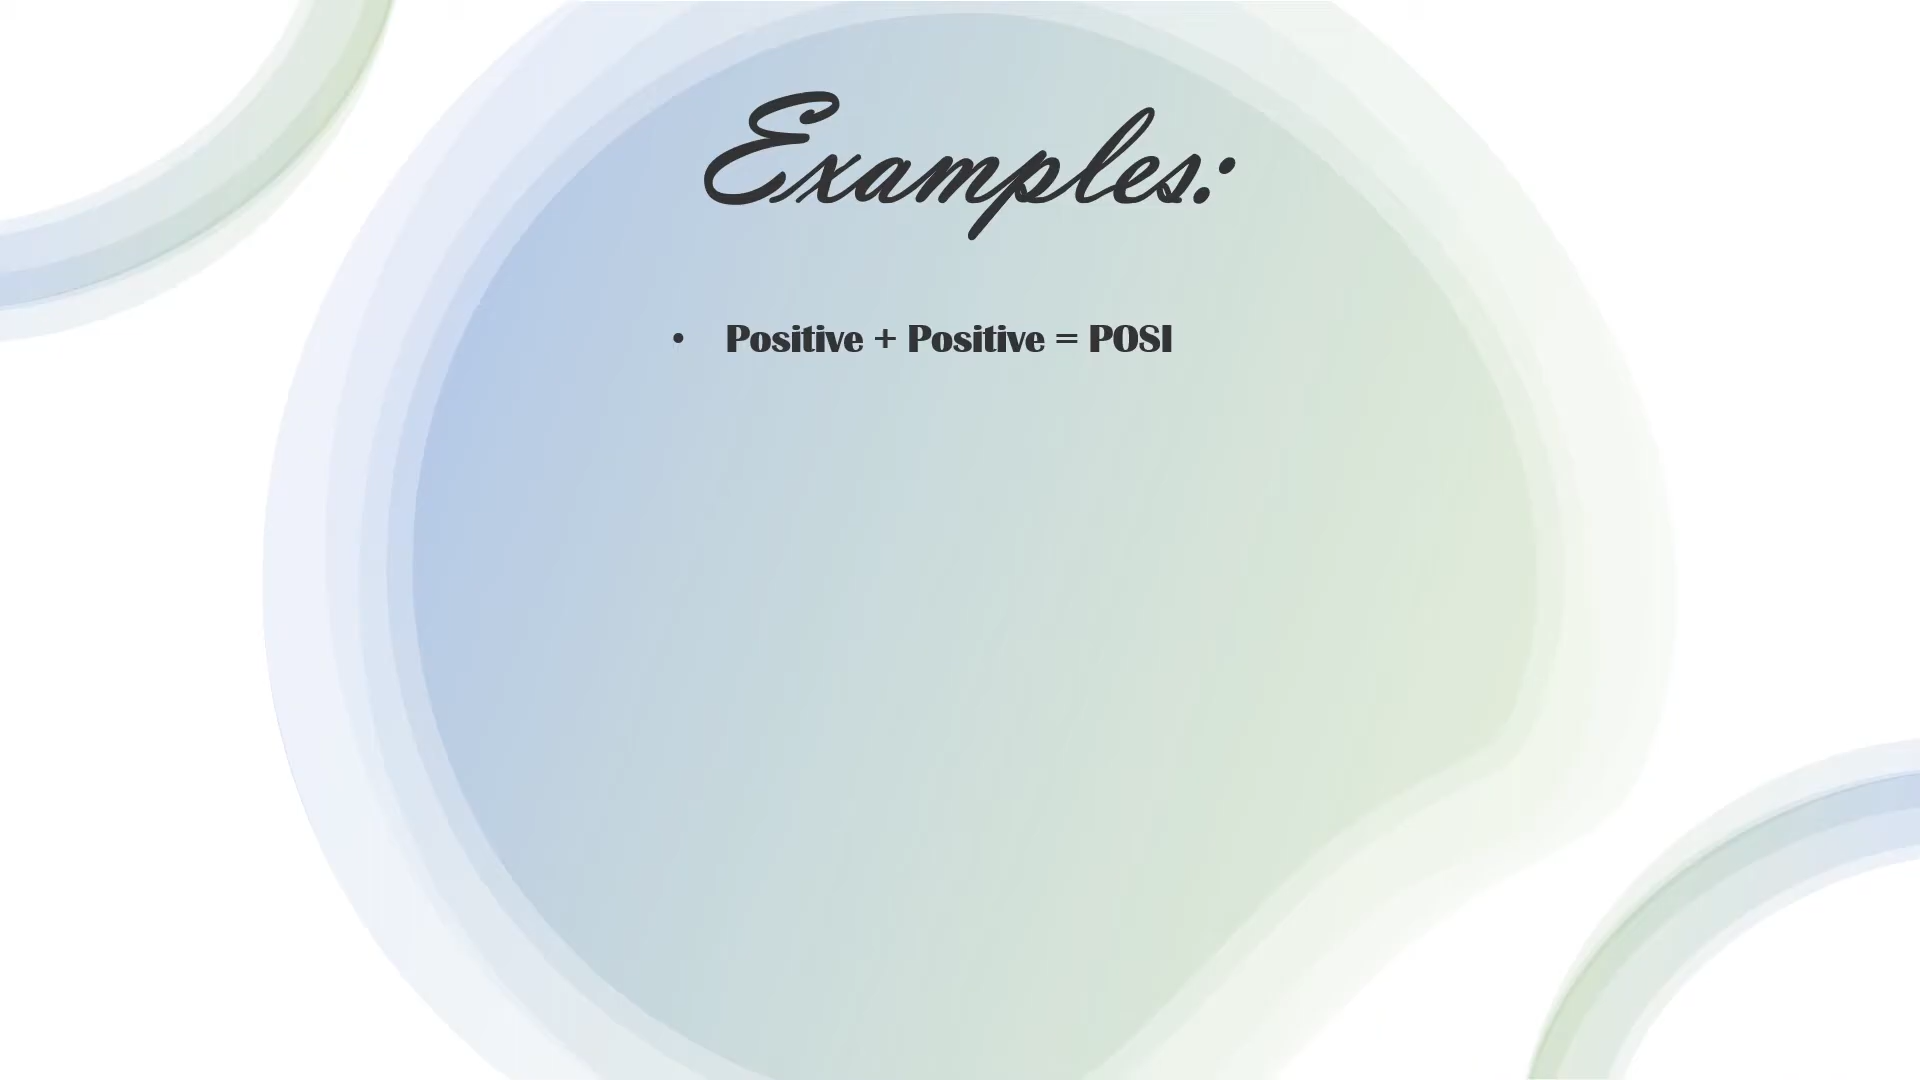 Examples:
• Positive + Positive = POSI